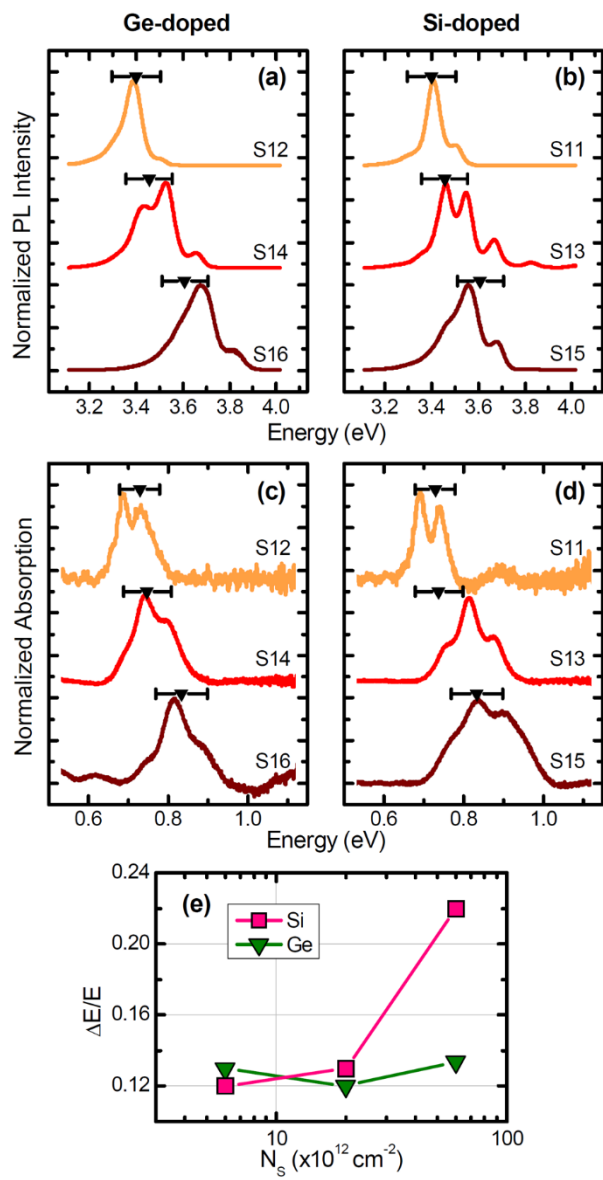 Ge-doped Si-doped
Normalized PL Intensity
(a) (b)
S12 S11
S14 S13
S16 S15
3.2 3.4 3.6 3.8 4.0 3.2 3.4 3.6 3.8 4.0
Energy (eV)
Normalized Absorption
(c) (d)
S12 S11
S14 S13
S16 S15
0.6 0.8 1.0 0.6 0.8 1.0
Energy (eV)
0.24
(e)
Si
Ge
0.20
ΔE/E
0.16
0.12
10 100
N_S (x10^12 cm^-2)